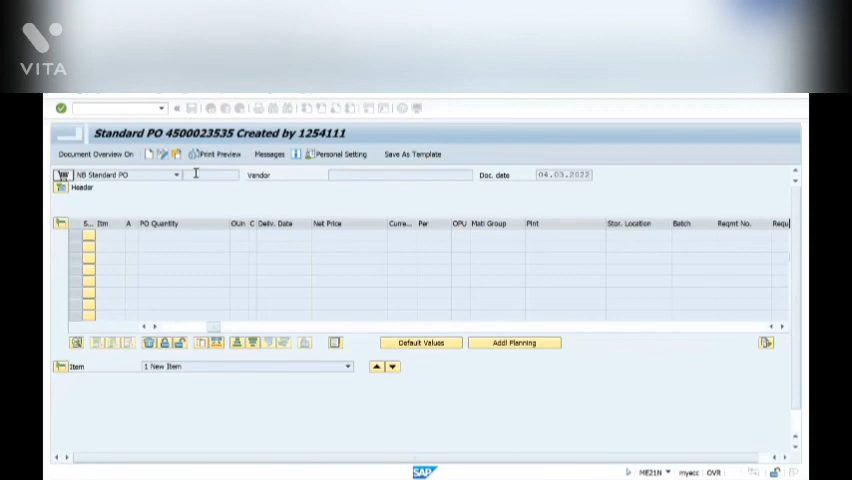 VITA
Standard PO 4500023535 Created by 1254111
Document Overview On Print Preview Messages Personal Setting Save As Template
NB Standard PO Vendor Doc. date 04.03.2022
Header
S... Itm A PO Quantity OUn C Deliv. Date Net Price Curre... Per OPU Matl Group Plnt Stor. Location Batch Reqmt No. Requ
Default Values Addl Planning
Item 1 New Item
SAP ME21N myacc OVR